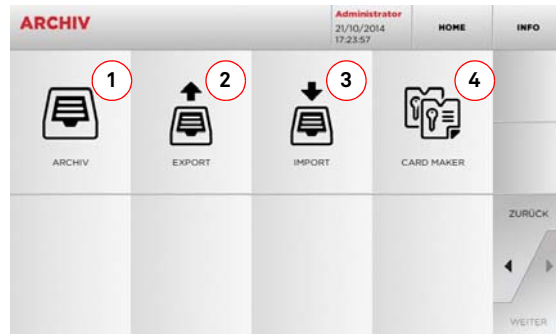 ARCHIV
Administrator
21/10/2014
17:23:57
HOME
INFO
1
2
3
4
ARCHIV
EXPORT
IMPORT
CARD MAKER
ZURÜCK
WEITER